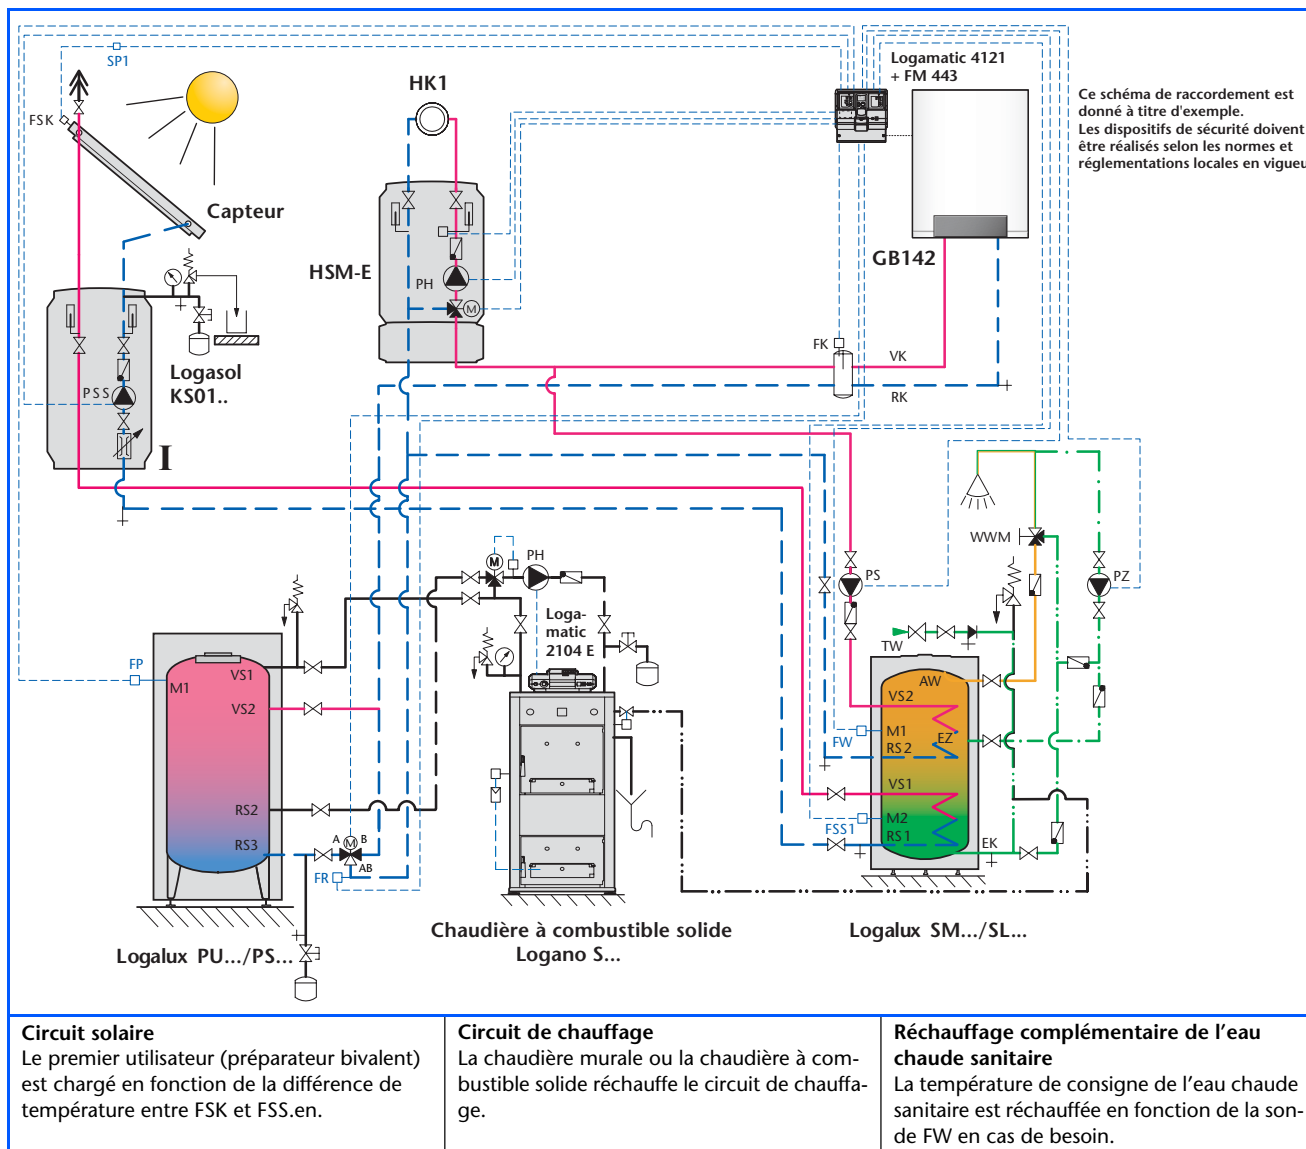 SP1
FSK
Capteur
HK1
HSM-E
PH
M
Logamatic 4121
+ FM 443
Ce schéma de raccordement est
donné à titre d'exemple.
Les dispositifs de sécurité doivent
être réalisés selon les normes et
réglementations locales en vigueu
GB142
FK
VK
RK
Logasol
KS01..
PSS
I
M
PH
Loga-
matic
2104 E
WWM
PS
PZ
TW
FP
M1
VS1
VS2
RS2
RS3
A
M
B
AB
FR
AW
VS2
M1
EZ
FW
RS2
VS1
M2
FSS1
RS1
EK
Logalux PU.../PS...
Chaudière à combustible solide
Logano S...
Logalux SM.../SL...
Circuit solaire
Le premier utilisateur (préparateur bivalent)
est chargé en fonction de la différence de
température entre FSK et FSS.en.
Circuit de chauffage
La chaudière murale ou la chaudière à com-
bustible solide réchauffe le circuit de chauffa-
ge.
Réchauffage complémentaire de l'eau
chaude sanitaire
La température de consigne de l'eau chaude
sanitaire est réchauffée en fonction de la son-
de FW en cas de besoin.